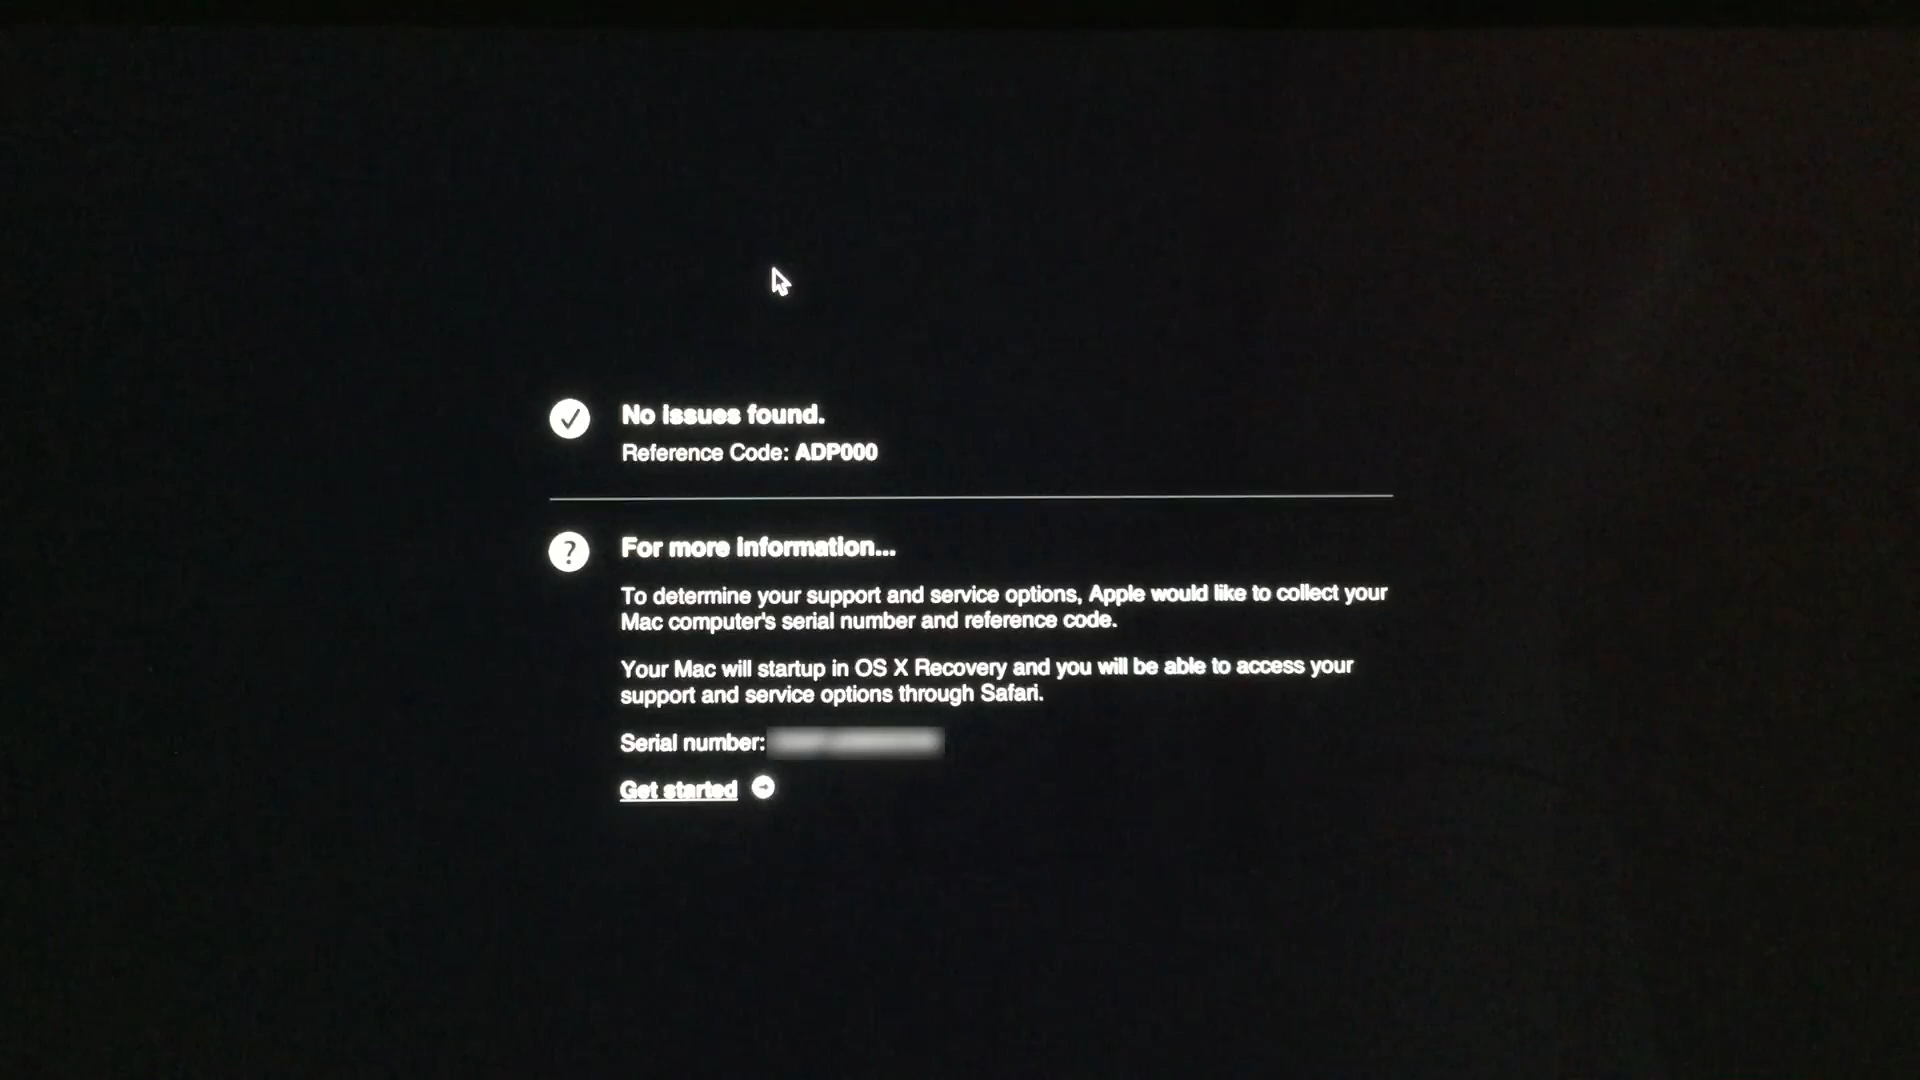 No issues found.
Reference Code: ADP000
For more information...
To determine your support and service options, Apple would like to collect your
Mac computer's serial number and reference code.
Your Mac will startup in OS X Recovery and you will be able to access your
support and service options through Safari.
Serial number:
Get started